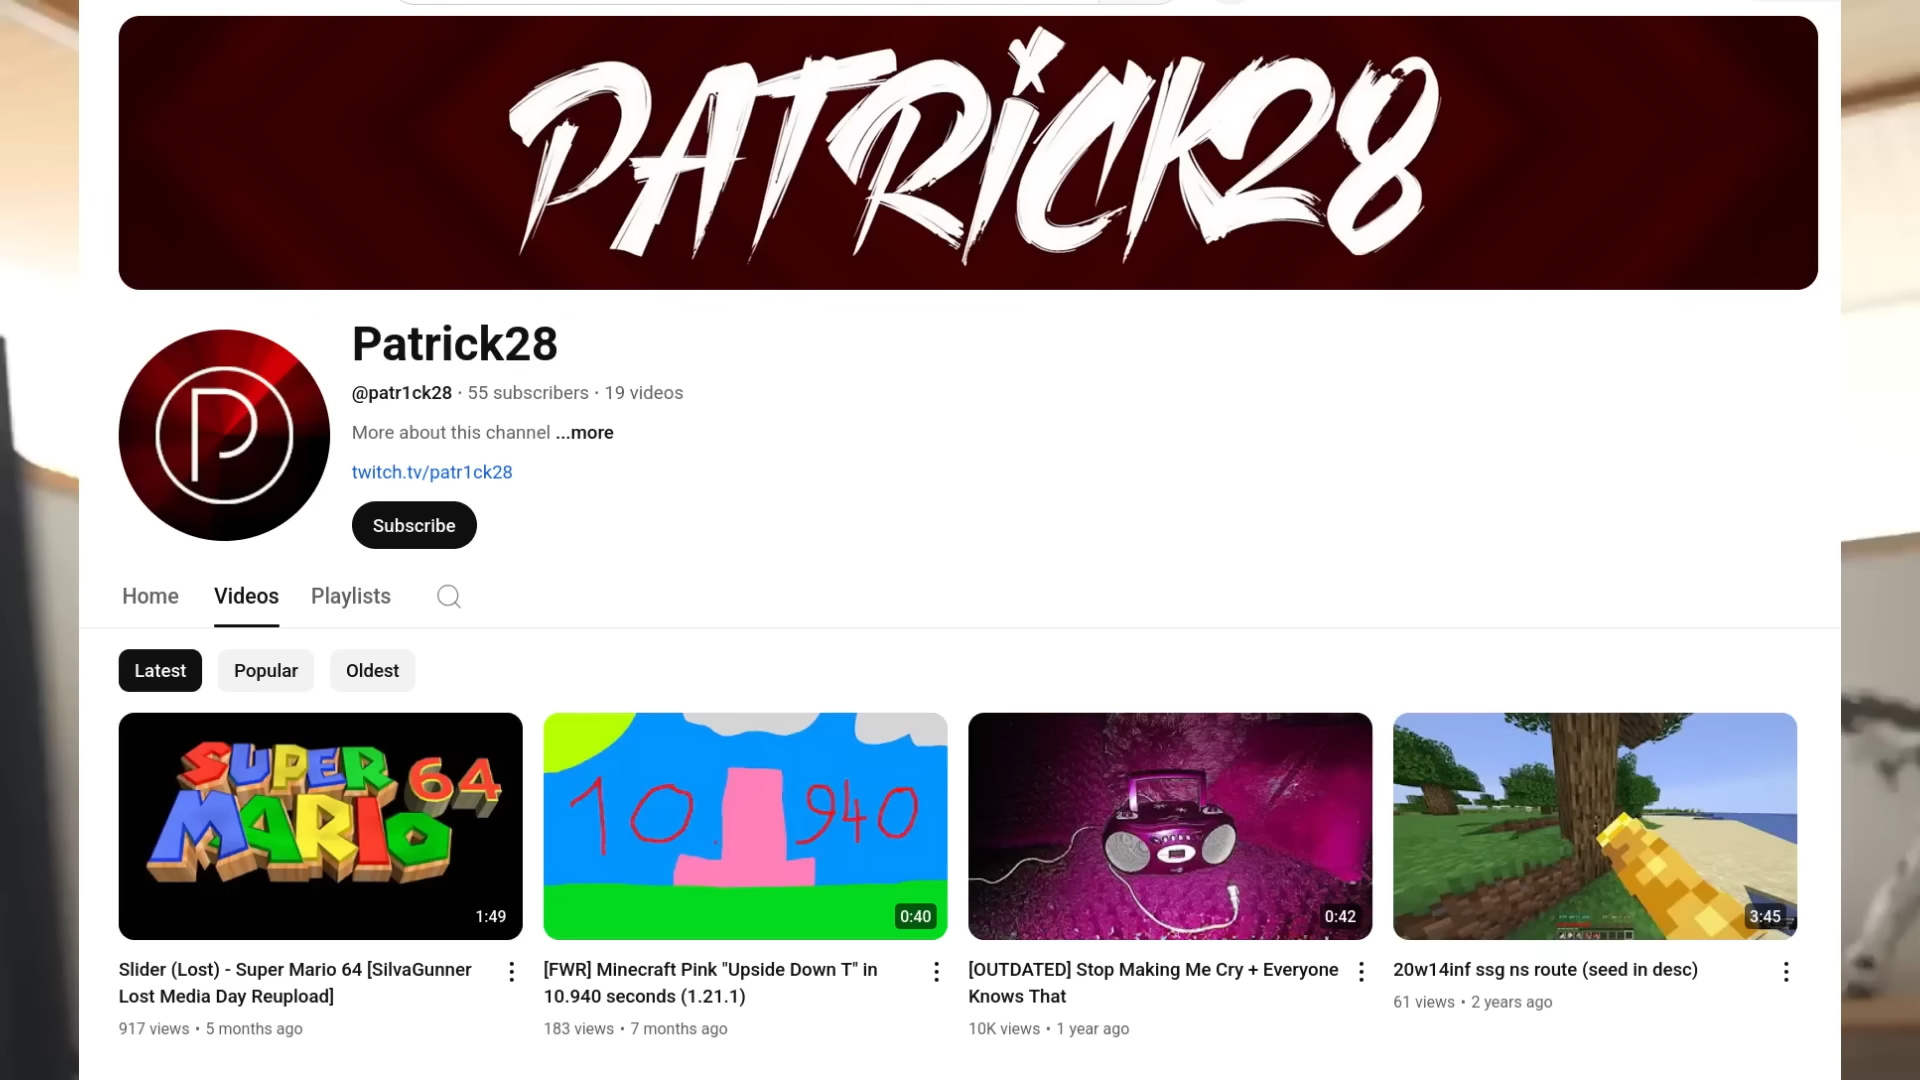 PATRiCK28
Patrick28
@patr1ck28 · 55 subscribers · 19 videos
More about this channel ...more
twitch.tv/patr1ck28
P
Subscribe
Home Videos Playlists
Latest Popular Oldest
SUPER MARIO 64
1:49
10.940
0:40
0:42
3:45
Slider (Lost) - Super Mario 64 [SilvaGunner
Lost Media Day Reupload]
917 views • 5 months ago
[FWR] Minecraft Pink "Upside Down T" in
10.940 seconds (1.21.1)
183 views • 7 months ago
[OUTDATED] Stop Making Me Cry + Everyone
Knows That
10K views • 1 year ago
20w14inf ssg ns route (seed in desc)
61 views • 2 years ago